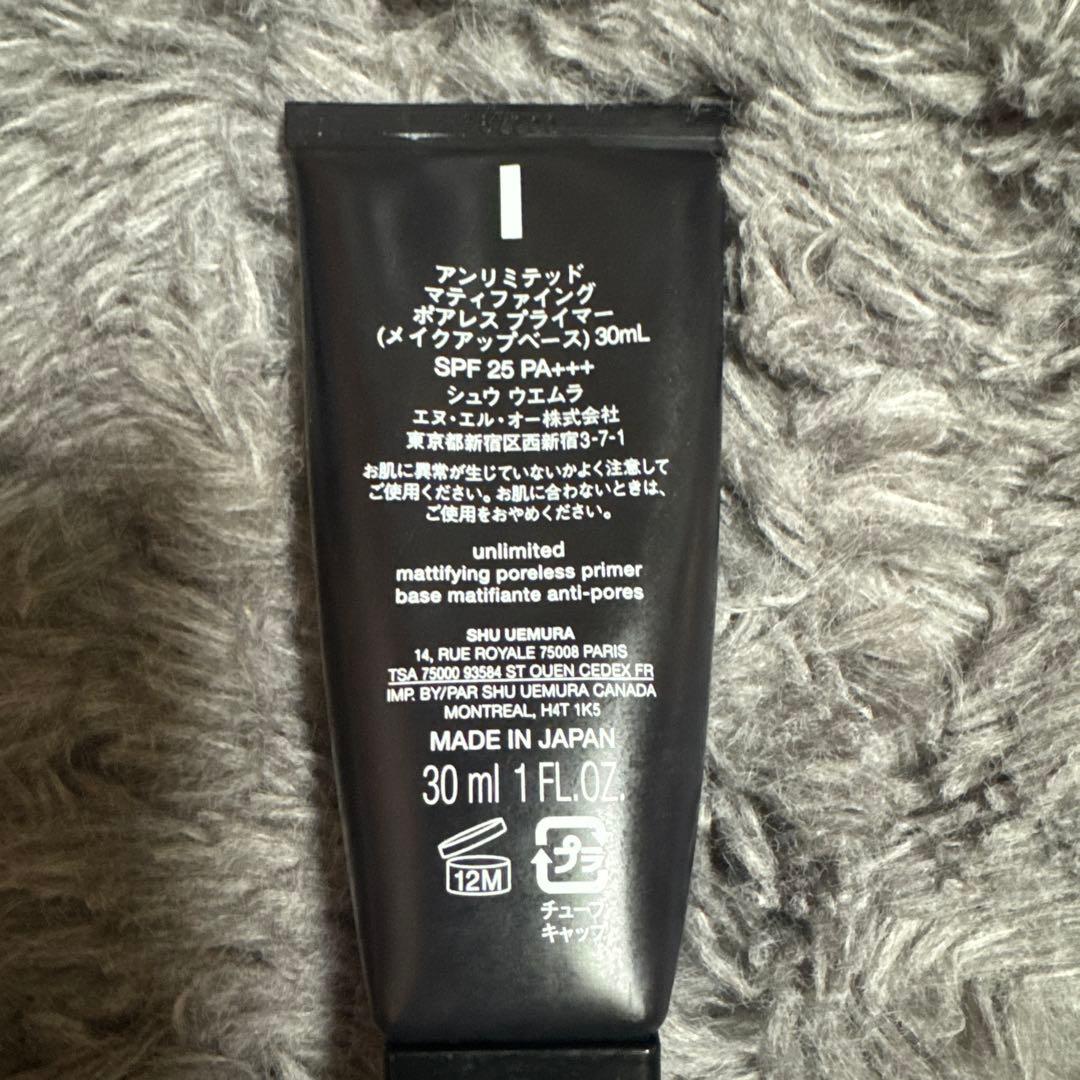 アンリミテッド
マティファイング
ポアレス プライマー
(メイクアップベース) 30mL
SPF 25 PA+++
シュウ ウエムラ
エヌ・エル・オー株式会社
東京都新宿区西新宿3-7-1
お肌に異常が生じていないかよく注意して
ご使用ください。お肌に合わないときは、
ご使用をおやめください。
unlimited
mattifying poreless primer
base matifiante anti-pores
SHU UEMURA
14, RUE ROYALE 75008 PARIS
TSA 75000 93584 ST OUEN CEDEX FR
IMP. BY/PAR SHU UEMURA CANADA
MONTREAL, H4T 1K5
MADE IN JAPAN
30 ml 1 FL.OZ.
12M
プラ
チューブ
キャップ